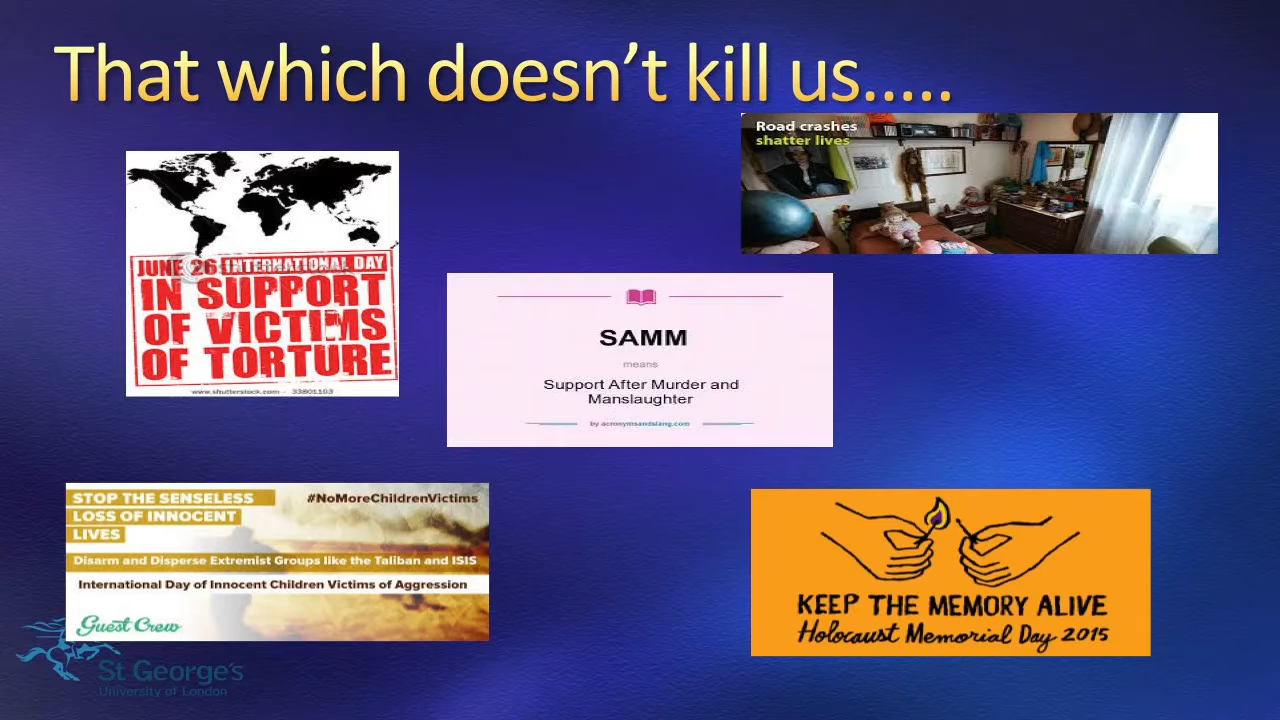 That which doesn't kill us.....
Road crashes
shatter lives
JUNE 26 INTERNATIONAL DAY
IN SUPPORT
OF VICTIMS
OF TORTURE
www.shutterstock.com - 33801103
SAMM
means
Support After Murder and
Manslaughter
by acronymsandslang.com
STOP THE SENSELESS
LOSS OF INNOCENT
LIVES
#NoMoreChildrenVictims
Disarm and Disperse Extremist Groups like the Taliban and ISIS
International Day of Innocent Children Victims of Aggression
Guest Crew
KEEP THE MEMORY ALIVE
Holocaust Memorial Day 2015
St George's
University of London